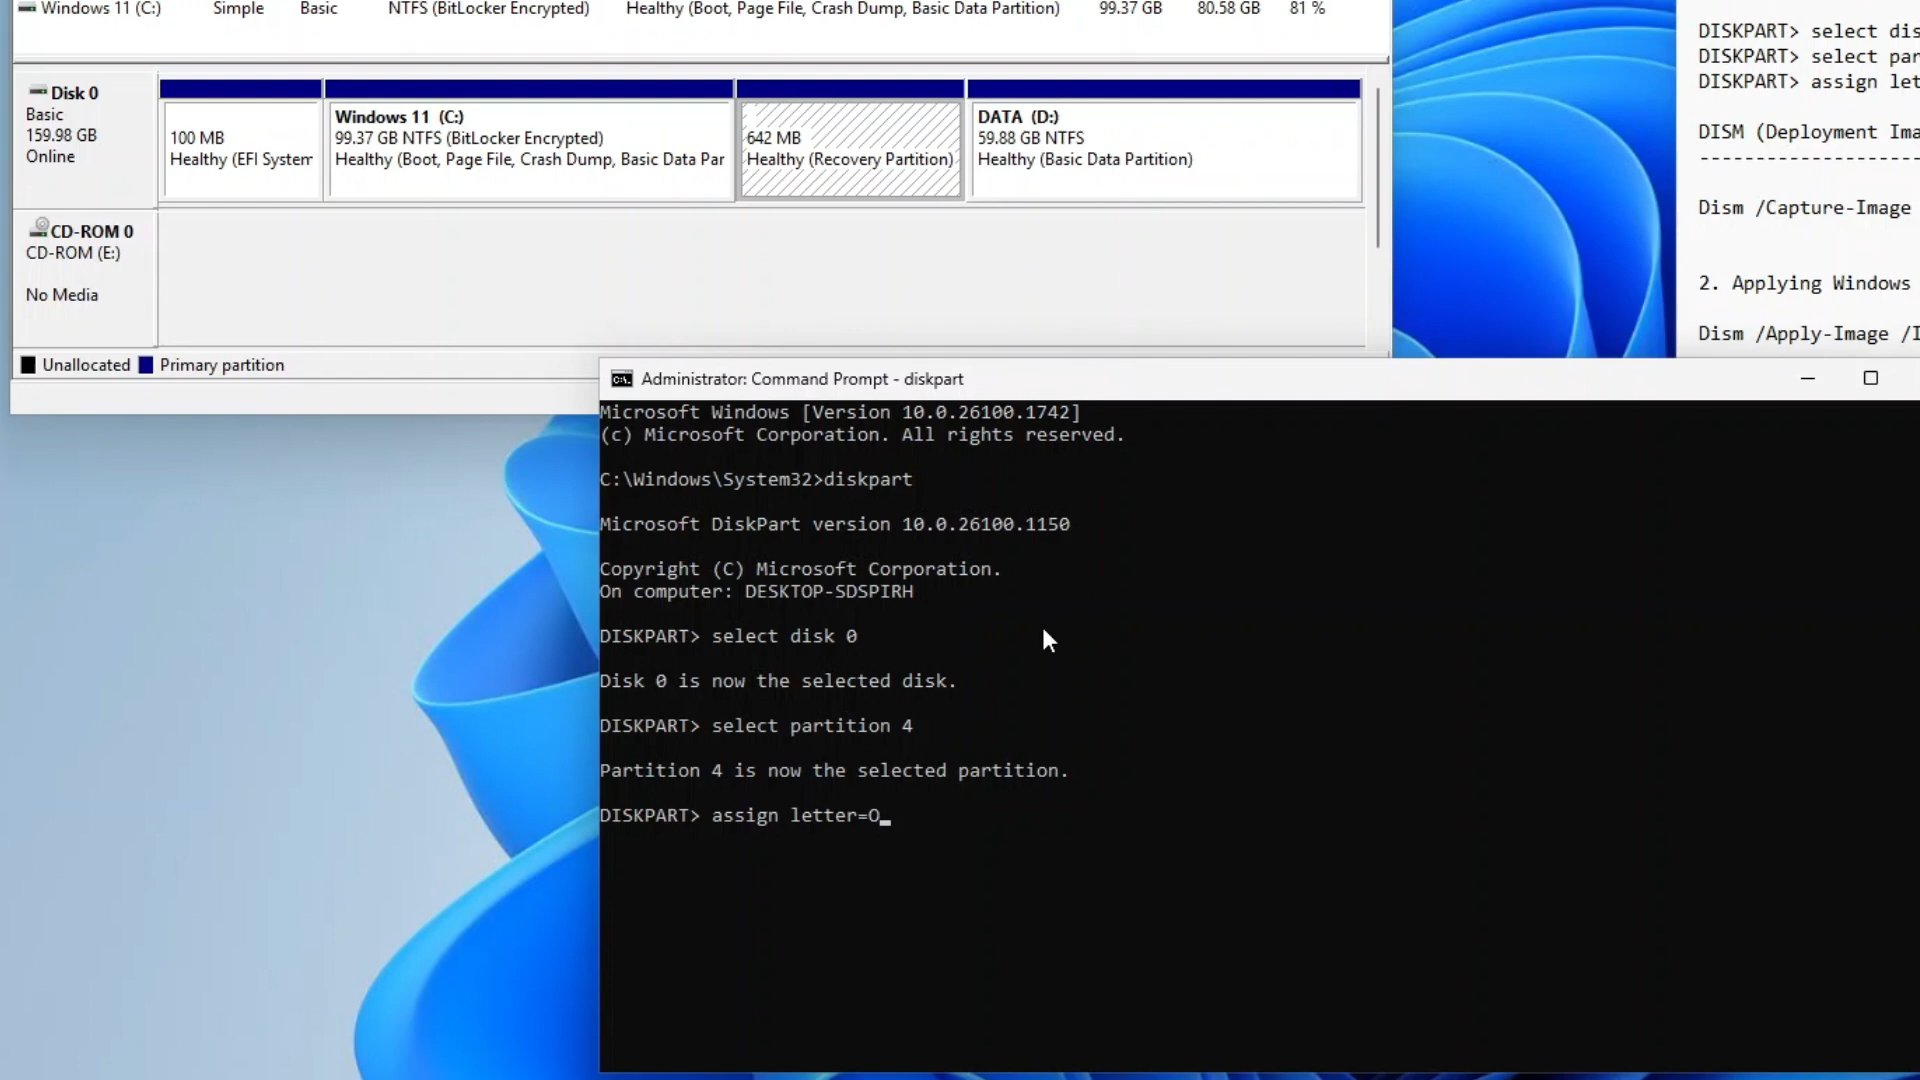 Windows 11 (C:) Simple Basic NTFS (BitLocker Encrypted) Healthy (Boot, Page File, Crash Dump, Basic Data Partition) 99.37 GB 80.58 GB 81 %
Disk 0
Basic
159.98 GB
Online
100 MB
Healthy (EFI System
Windows 11 (C:)
99.37 GB NTFS (BitLocker Encrypted)
Healthy (Boot, Page File, Crash Dump, Basic Data Par
642 MB
Healthy (Recovery Partition)
DATA (D:)
59.88 GB NTFS
Healthy (Basic Data Partition)
CD-ROM 0
CD-ROM (E:)
No Media
Unallocated Primary partition
DISKPART> select dis
DISKPART> select par
DISKPART> assign let
DISM (Deployment Ima
--------------------
Dism /Capture-Image
2. Applying Windows
Dism /Apply-Image /I
Administrator: Command Prompt - diskpart
Microsoft Windows [Version 10.0.26100.1742]
(c) Microsoft Corporation. All rights reserved.
C:\Windows\System32>diskpart
Microsoft DiskPart version 10.0.26100.1150
Copyright (C) Microsoft Corporation.
On computer: DESKTOP-SDSPIRH
DISKPART> select disk 0
Disk 0 is now the selected disk.
DISKPART> select partition 4
Partition 4 is now the selected partition.
DISKPART> assign letter=O_